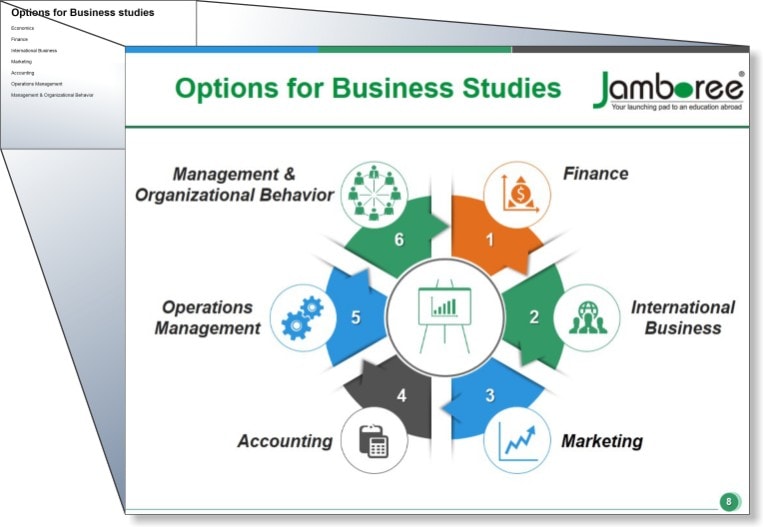 Options for Business studies
Economics
Finance
International Business
Marketing
Accounting
Operations Management
Management & Organizational Behavior
Options for Business Studies
Jamboree®
Your launching pad to an education abroad
Management &
Organizational Behavior
Finance
6
1
Operations
Management
5
2
International
Business
4
3
Accounting
Marketing
8